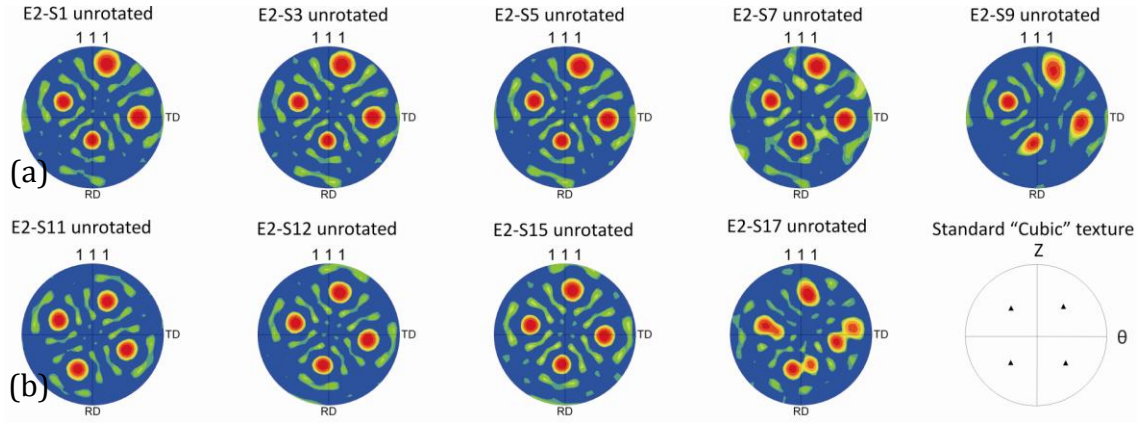 E2-S1 unrotated
1 1 1
TD
RD
E2-S3 unrotated
1 1 1
TD
RD
E2-S5 unrotated
1 1 1
TD
RD
E2-S7 unrotated
1 1 1
TD
RD
E2-S9 unrotated
1 1 1
TD
RD
(a)
E2-S11 unrotated
1 1 1
TD
RD
E2-S12 unrotated
1 1 1
TD
RD
E2-S15 unrotated
1 1 1
TD
RD
E2-S17 unrotated
1 1 1
TD
RD
Standard “Cubic” texture
Z
θ
(b)